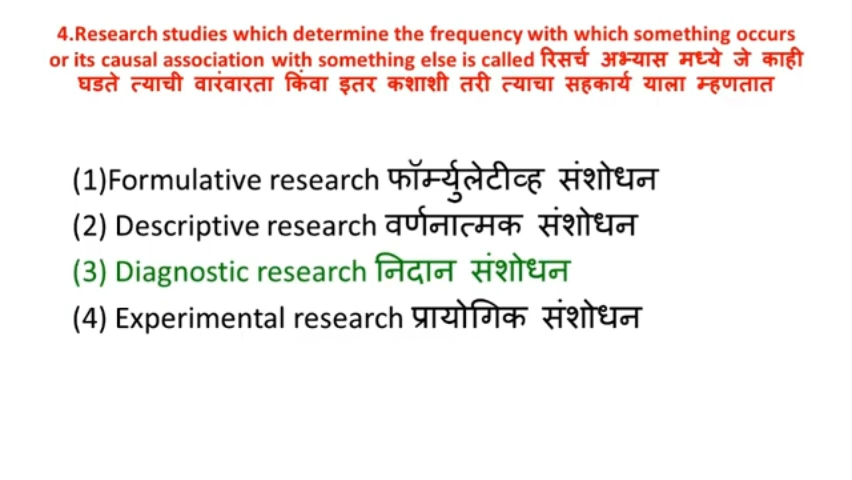 4.Research studies which determine the frequency with which something occurs
or its causal association with something else is called रिसर्च अभ्यास मध्ये जे काही
घडते त्याची वारंवारता किंवा इतर कशाशी तरी त्याचा सहकार्य याला म्हणतात
(1)Formulative research फॉर्म्युलेटीव्ह संशोधन
(2) Descriptive research वर्णनात्मक संशोधन
(3) Diagnostic research निदान संशोधन
(4) Experimental research प्रायोगिक संशोधन